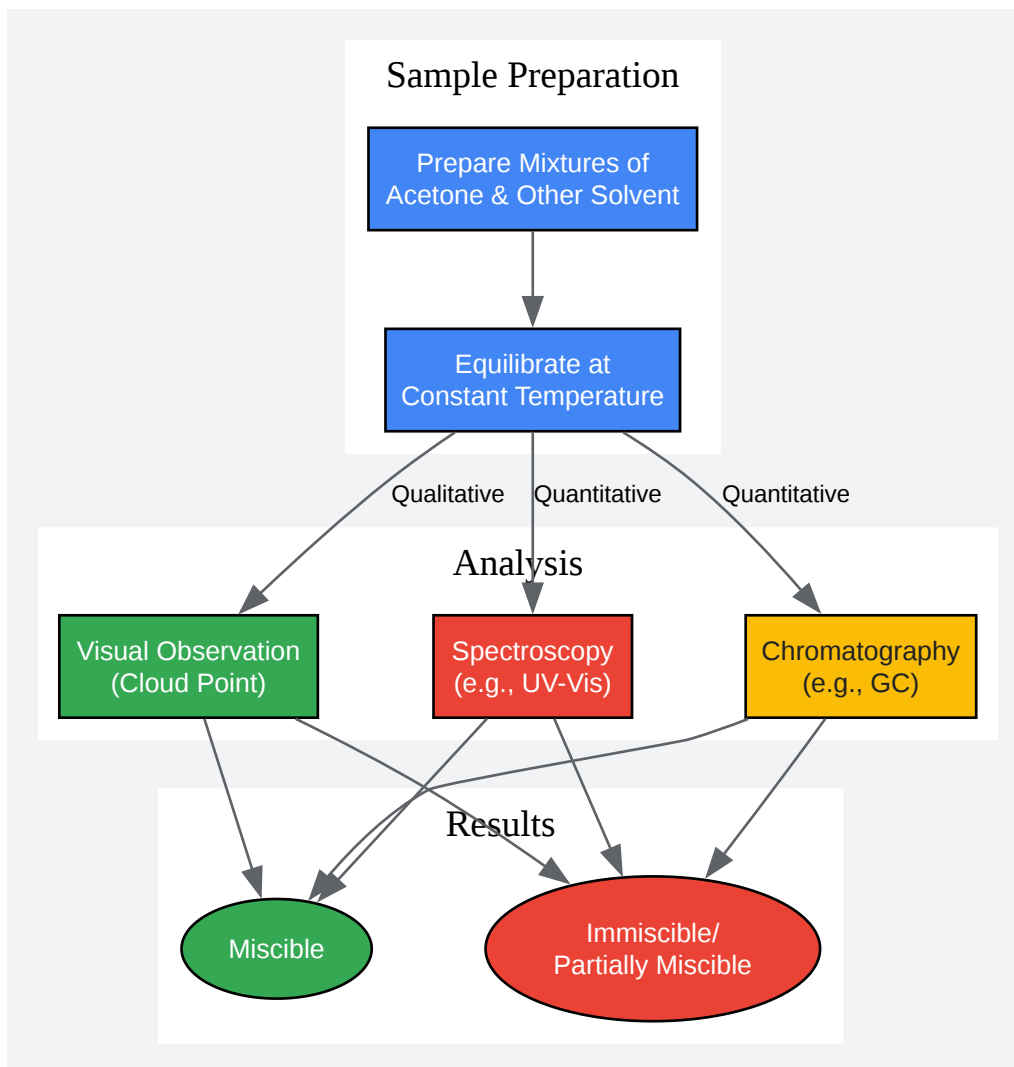 Sample Preparation
Prepare Mixtures of
Acetone & Other Solvent
Equilibrate at
Constant Temperature
Qualitative
Quantitative
Quantitative
Analysis
Visual Observation
(Cloud Point)
Spectroscopy
(e.g., UV-Vis)
Chromatography
(e.g., GC)
Results
Miscible
Immiscible/
Partially Miscible